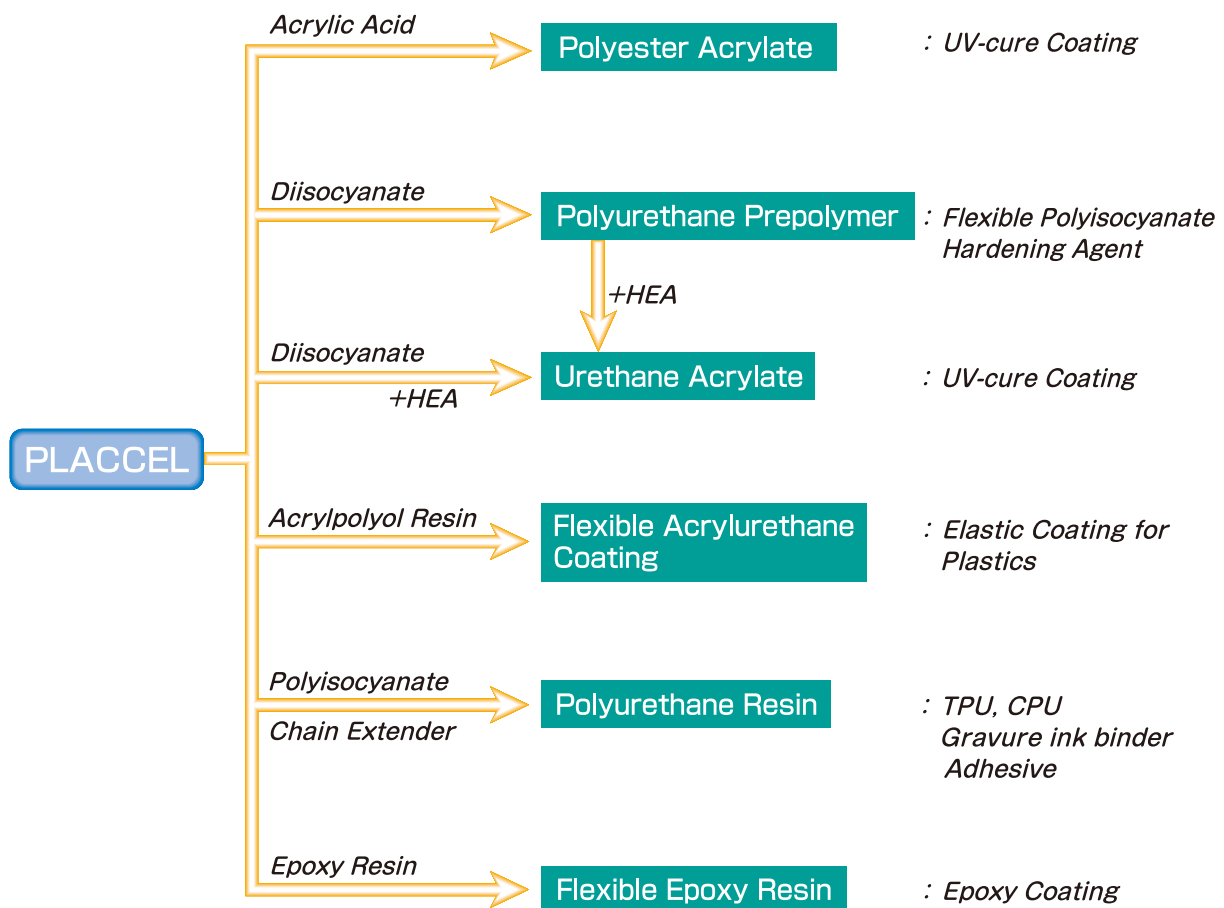 Acrylic Acid
Polyester Acrylate
: UV-cure Coating
Diisocyanate
Polyurethane Prepolymer
: Flexible Polyisocyanate
Hardening Agent
+HEA
Diisocyanate
+HEA
Urethane Acrylate
: UV-cure Coating
PLACCEL
Acrylpolyol Resin
Flexible Acrylurethane
Coating
: Elastic Coating for
Plastics
Polyisocyanate
Chain Extender
Polyurethane Resin
: TPU, CPU
Gravure ink binder
Adhesive
Epoxy Resin
Flexible Epoxy Resin
: Epoxy Coating